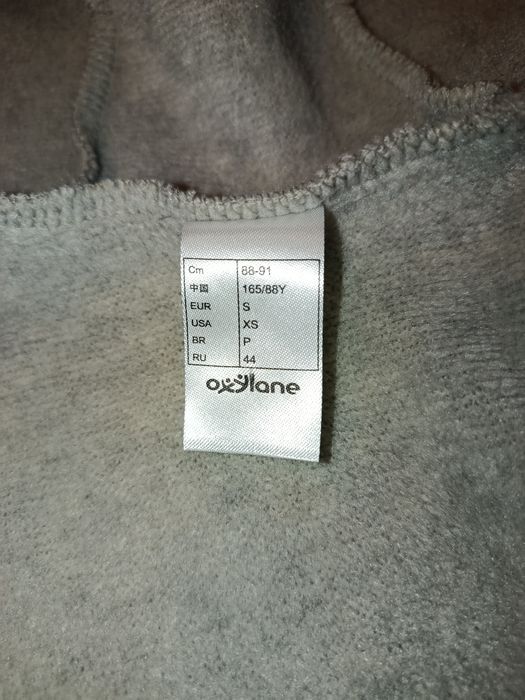 Cm 88-91
中国 165/88Y
EUR S
USA XS
BR P
RU 44
oxylane